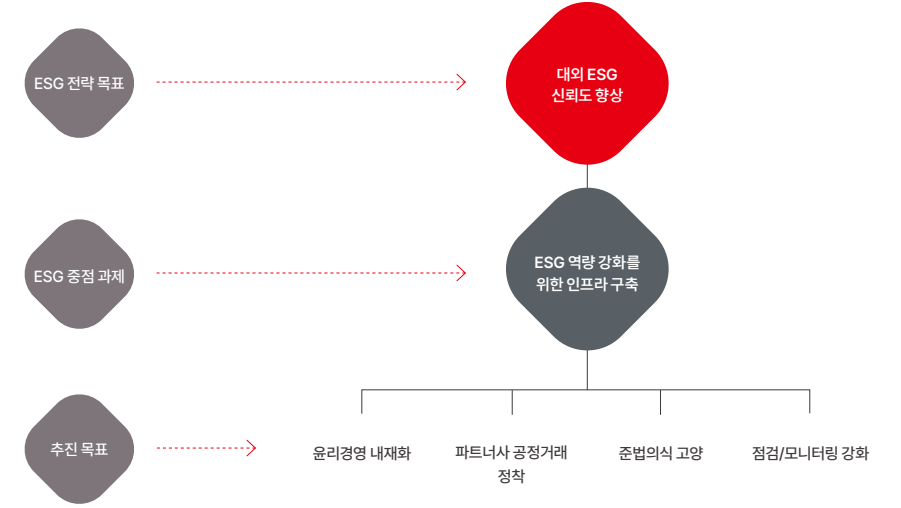 ESG 전략 목표
대외 ESG
신뢰도 향상
ESG 중점 과제
ESG 역량 강화를
위한 인프라 구축
추진 목표
윤리경영 내재화
파트너사 공정거래
정착
준법의식 고양
점검/모니터링 강화